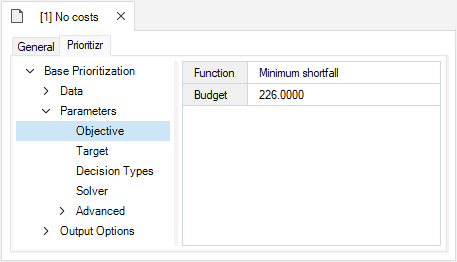 [1] No costs
General Prioritizr
Base Prioritization
Data
Parameters
Objective
Target
Decision Types
Solver
Advanced
Output Options
Function Minimum shortfall
Budget 226.0000